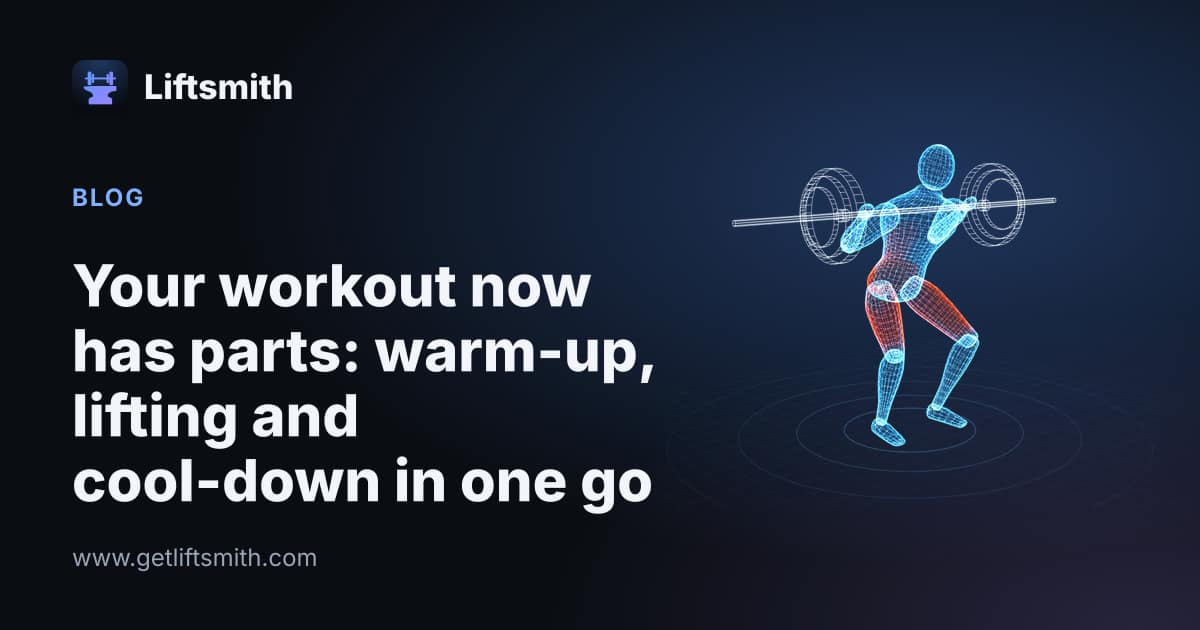 Liftsmith
BLOG
Your workout now
has parts: warm-up,
lifting and
cool-down in one go
www.getliftsmith.com